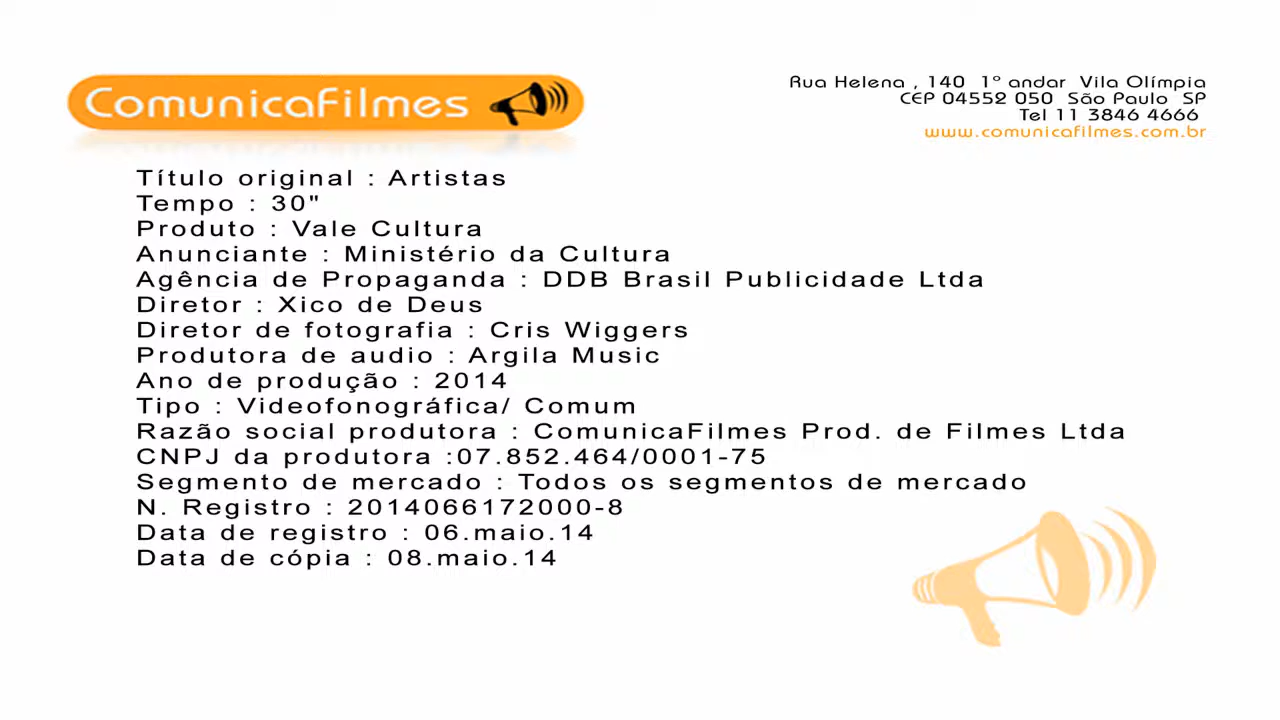 ComunicaFilmes
Rua Helena , 140 1º andar Vila Olímpia
CEP 04552 050 São Paulo SP
Tel 11 3846 4666
www.comunicafilmes.com.br
Título original : Artistas
Tempo : 30"
Produto : Vale Cultura
Anunciante : Ministério da Cultura
Agência de Propaganda : DDB Brasil Publicidade Ltda
Diretor : Xico de Deus
Diretor de fotografia : Cris Wiggers
Produtora de audio : Argila Music
Ano de produção : 2014
Tipo : Videofonográfica/ Comum
Razão social produtora : ComunicaFilmes Prod. de Filmes Ltda
CNPJ da produtora :07.852.464/0001-75
Segmento de mercado : Todos os segmentos de mercado
N. Registro : 2014066172000-8
Data de registro : 06.maio.14
Data de cópia : 08.maio.14